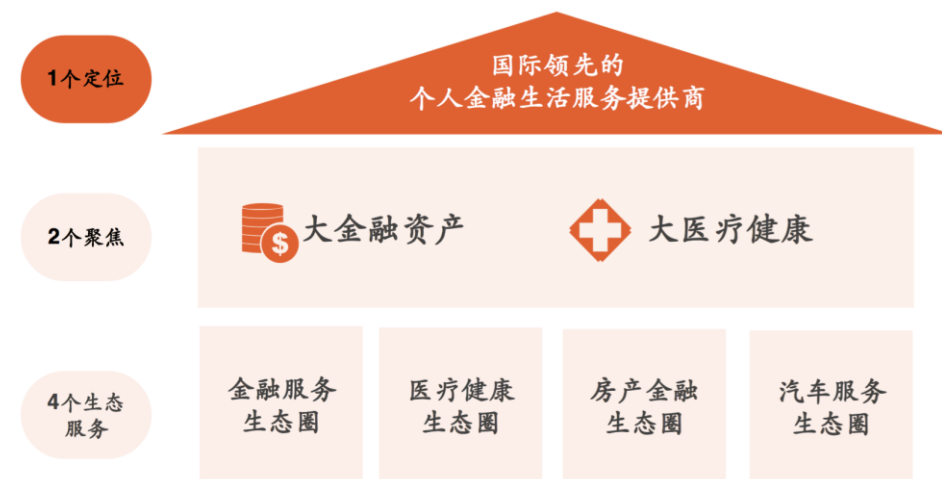 1个定位
国际领先的
个人金融生活服务提供商
2个聚焦
$
大金融资产
大医疗健康
4个生态
服务
金融服务
生态圈
医疗健康
生态圈
房产金融
生态圈
汽车服务
生态圈